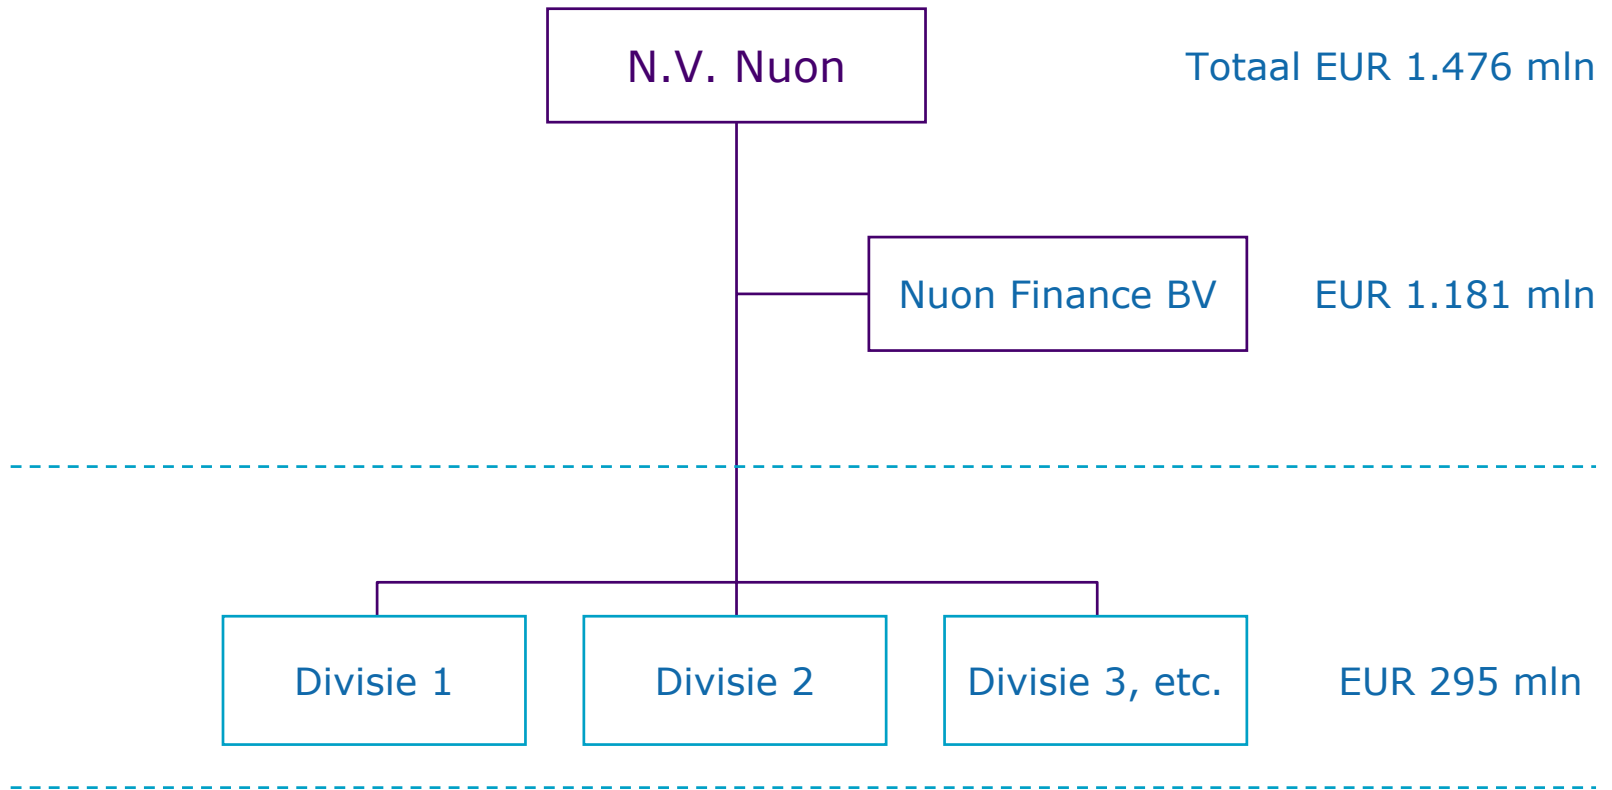 N.V. Nuon
Totaal EUR 1.476 mln
Nuon Finance BV
EUR 1.181 mln
Divisie 1
Divisie 2
Divisie 3, etc.
EUR 295 mln